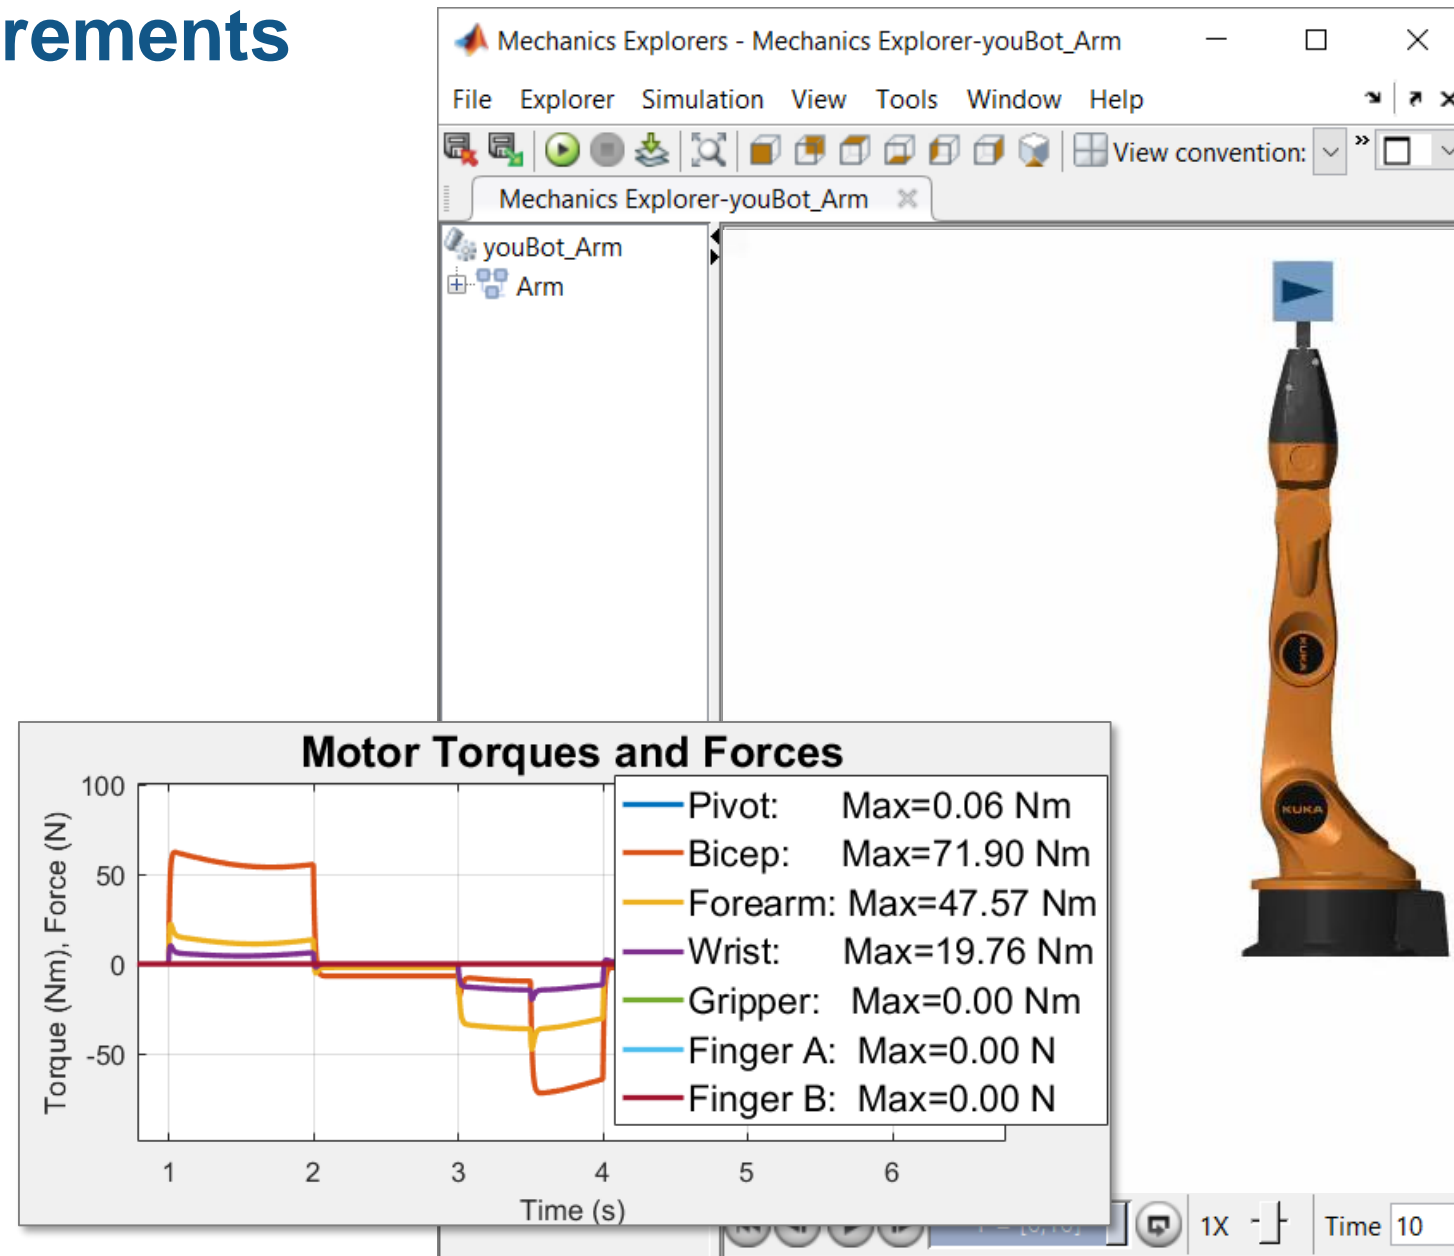 rements
Mechanics Explorers - Mechanics Explorer-youBot_Arm
File Explorer Simulation View Tools Window Help
View convention:
Mechanics Explorer-youBot_Arm
youBot_Arm
Arm
KUKA
KUKA
Motor Torques and Forces
Torque (Nm), Force (N)
100
50
0
-50
Pivot: Max=0.06 Nm
Bicep: Max=71.90 Nm
Forearm: Max=47.57 Nm
Wrist: Max=19.76 Nm
Gripper: Max=0.00 Nm
Finger A: Max=0.00 N
Finger B: Max=0.00 N
1 2 3 4 5 6
Time (s)
1X Time 10